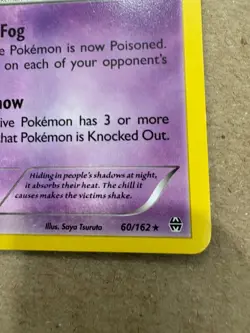 Fog
e Pokémon is now Poisoned.
on each of your opponent's
now
ive Pokémon has 3 or more
that Pokémon is Knocked Out.
Hiding in people's shadows at night,
it absorbs their heat. The chill it
causes makes the victims shake.
Illus. Saya Tsuruta 60/162 ★